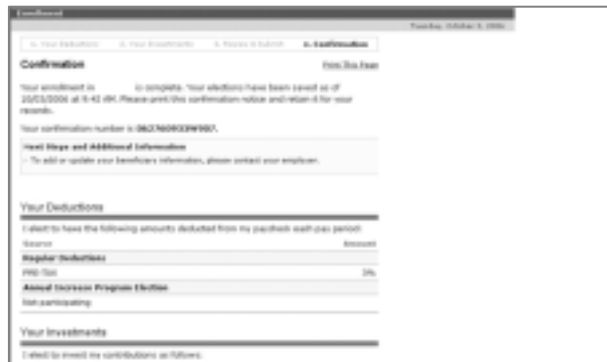 Enrollment
Tuesday, October 3, 2006
1. Your Deductions 2. Your Investments 3. Review & Submit 4. Confirmation
Confirmation
Print This Page
Your enrollment in is complete. Your elections have been saved as of
10/03/2006 at 9:42 AM. Please print this confirmation notice and retain it for your
records.
Your confirmation number is
Next Steps and Additional Information
- To add or update your beneficiary information, please contact your employer.
Your Deductions
I elect to have the following amounts deducted from my paycheck each pay period:
Source Amount
Regular Deductions
PRE-TAX 3%
Annual Increase Program Election
Not participating
Your Investments
I elect to invest my contributions as follows: